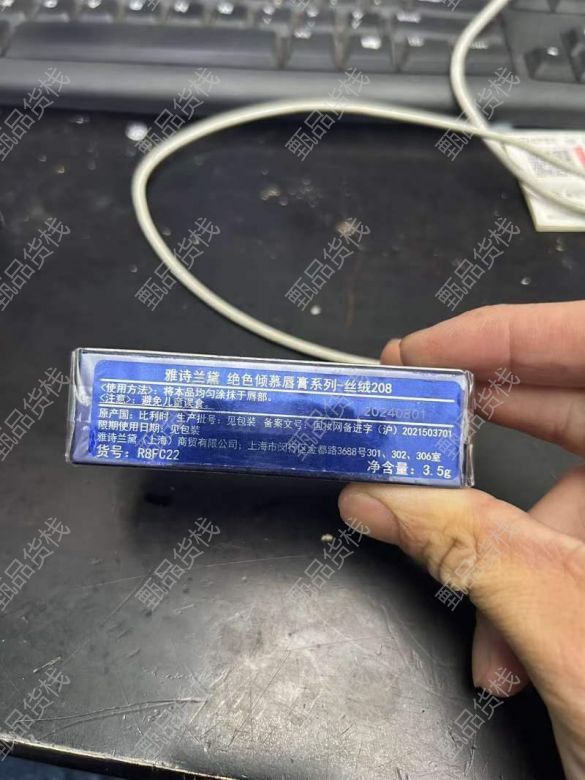 雅诗兰黛 绝色倾慕唇膏系列-丝绒208
<使用方法>：将本品均匀涂抹于唇部。
<注意>：避免儿童误食
20240801
原产国：比利时 生产批号：见包装 备案文号：国妆网备进字（沪）2021503701
限期使用日期：见包装
雅诗兰黛（上海）商贸有限公司；上海市闵行区金都路3688号301、302、306室
货号：R8FC22
净含量：3.5g
甄品货栈